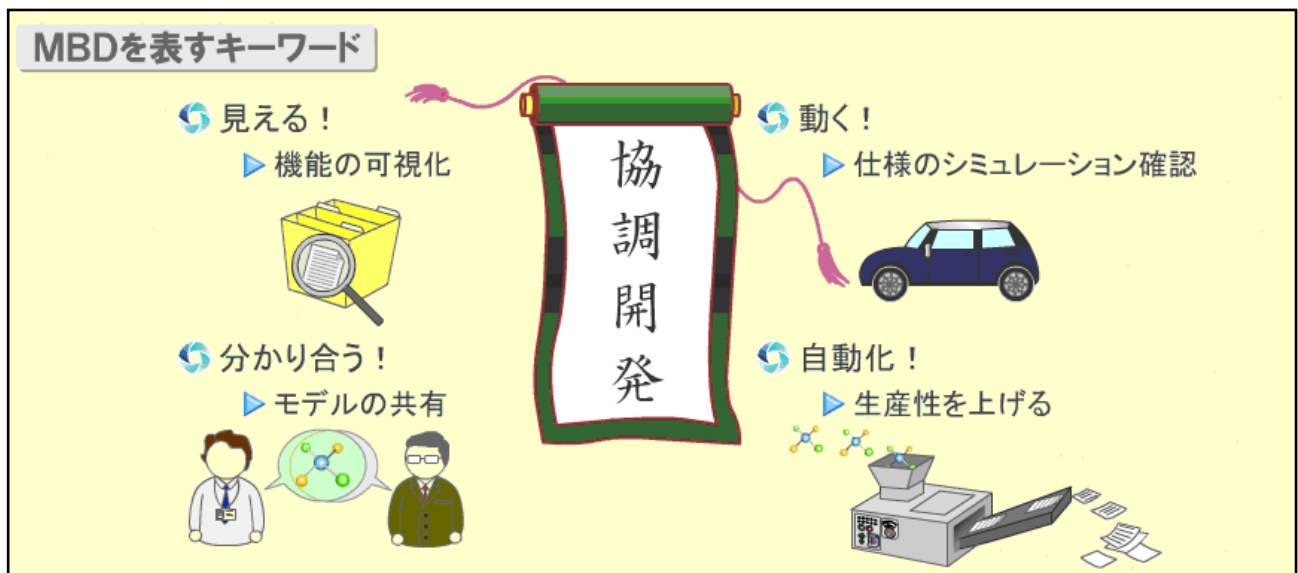 MBDを表すキーワード
見える!
機能の可視化
分かり合う!
モデルの共有
協調開発
動く!
仕様のシミュレーション確認
自動化!
生産性を上げる